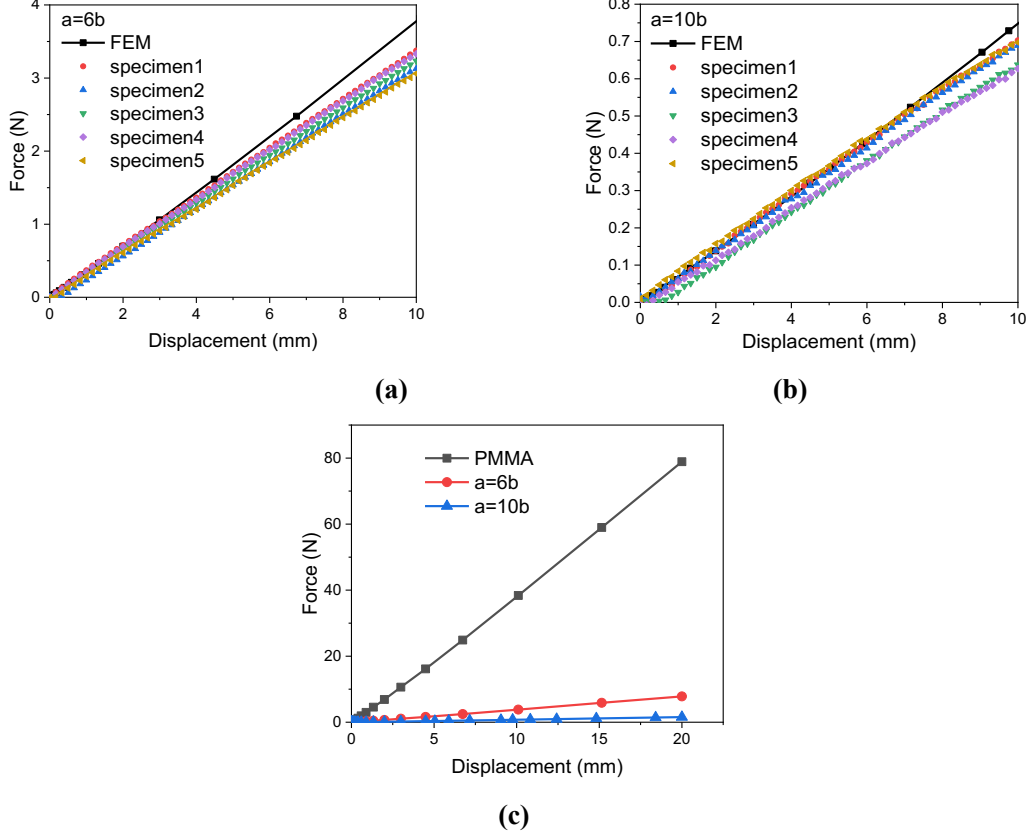 a=6b
FEM
specimen1
specimen2
specimen3
specimen4
specimen5
Force (N)
4
3
2
1
0
0 2 4 6 8 10
Displacement (mm)
(a)
a=10b
FEM
specimen1
specimen2
specimen3
specimen4
specimen5
Force (N)
0.8
0.7
0.6
0.5
0.4
0.3
0.2
0.1
0.0
0 2 4 6 8 10
Displacement (mm)
(b)
PMMA
a=6b
a=10b
Force (N)
80
60
40
20
0
0 5 10 15 20
Displacement (mm)
(c)